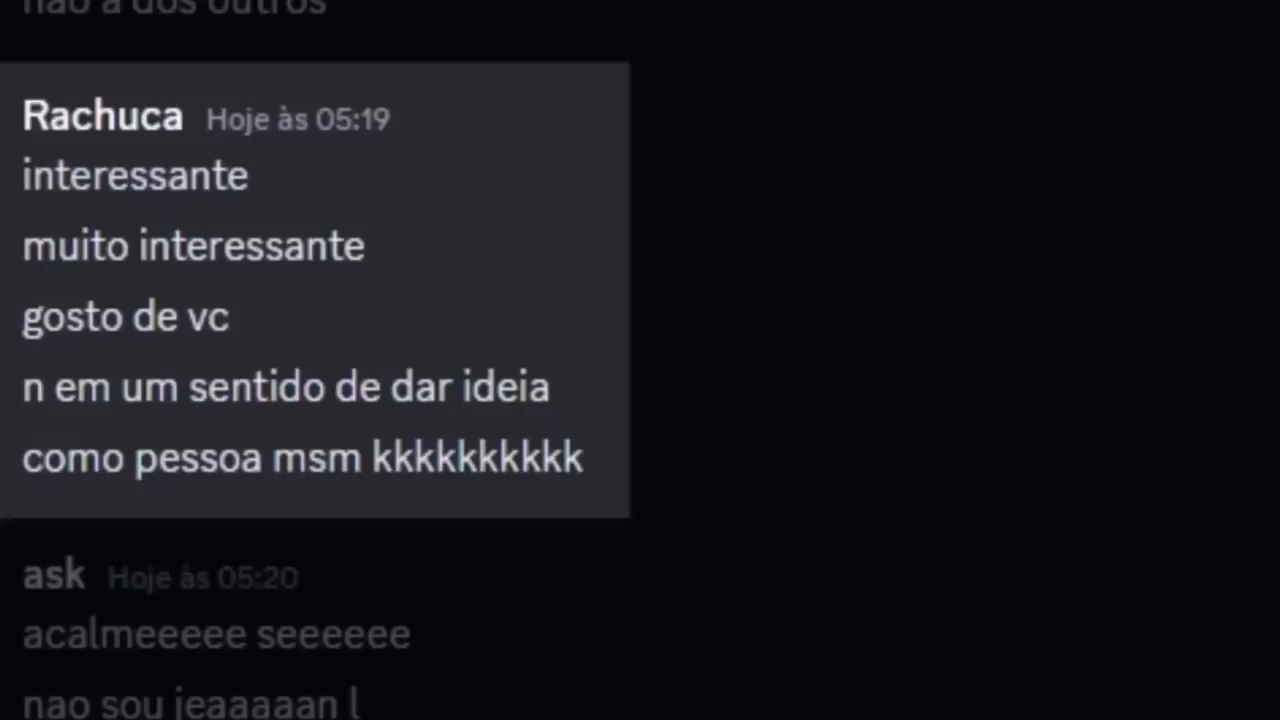 não a dos outros
Rachuca Hoje às 05:19
interessante
muito interessante
gosto de vc
n em um sentido de dar ideia
como pessoa msm kkkkkkkkkk
ask Hoje às 05:20
acalmeeeee seeeeee
nao sou jeaaaaan l